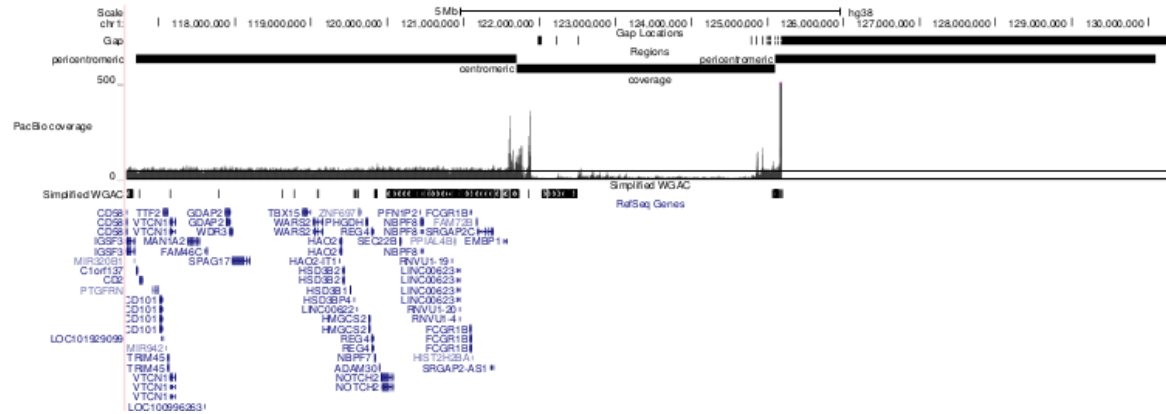 Scale 5 Mb hg38
chr1: 118,000,000 119,000,000 120,000,000 121,000,000 122,000,000 123,000,000 124,000,000 125,000,000 126,000,000 127,000,000 128,000,000 129,000,000 130,000,000
Gap Locations
Gap
Regions
pericentromeric pericentromeric
centromeric
coverage
500
PacBio coverage
0
Simplified WGAC
Simplified WGAC
RefSeq Genes
CD58 TTF2 GDAP2 TBX15 ZNF697 PFN1P2 FCGR1B
CD58 VTCN1 GDAP2 WARS2 PHGDH NBPF8 FAM72B
CD58 VTCN1 WDR3 WARS2 REG4 NBPF8 SRGAP2C
IGSF3 MAN1A2 HAO2 SEC22B PPIAL4B EMBP1
IGSF3 FAM46C HAO2 NBPF8
MIR320B1 SPAG17 HAO2-IT1 RNVU1-19
C1orf137 HSD3B2 LINC00623
CD2 HSD3B2 LINC00623
PTGFRN HSD3B1 LINC00623
CD101 HSD3BP4 LINC00623
CD101 LINC00622 RNVU1-20
CD101 HMGCS2 RNVU1-4
CD101 HMGCS2 FCGR1B
LOC101929099 REG4 FCGR1B
MIR942 REG4 FCGR1B
TRIM45 NBPF7 HIST2H2BA
TRIM45 ADAM30 SRGAP2-AS1
VTCN1 NOTCH2
VTCN1 NOTCH2
VTCN1
LOC100996263